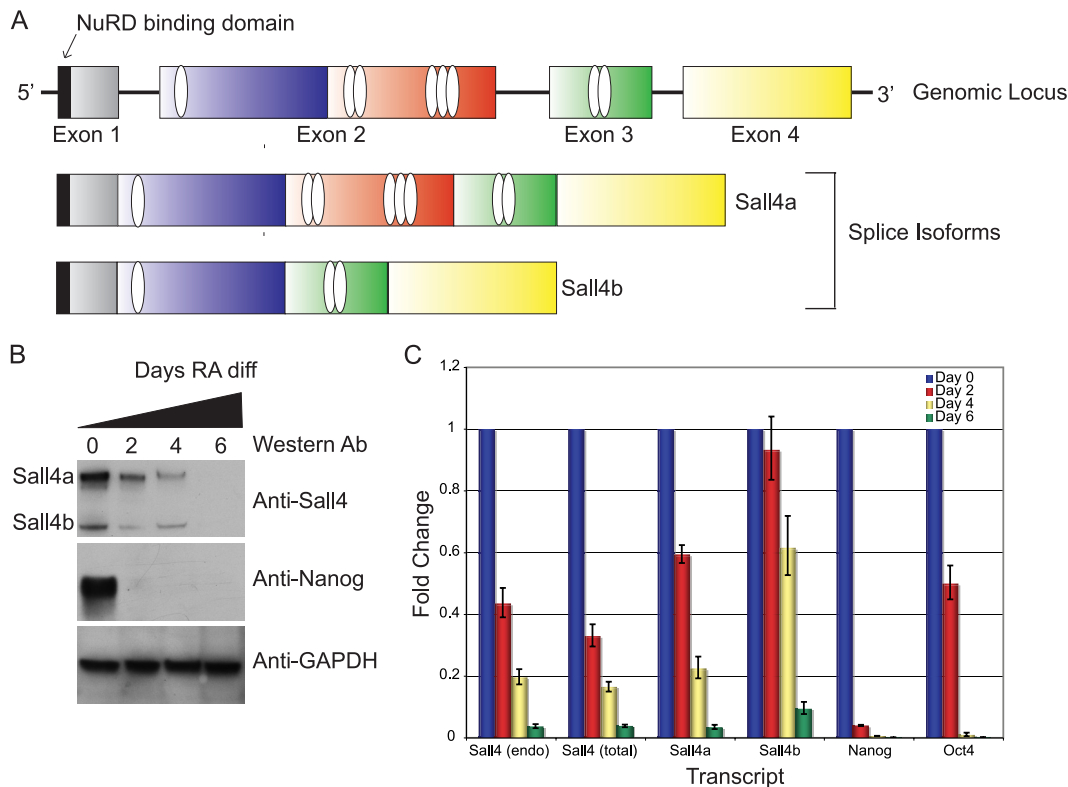 A
NuRD binding domain
5'
3'
Genomic Locus
Exon 1
Exon 2
Exon 3
Exon 4
Sall4a
Splice Isoforms
Sall4b
B
Days RA diff
0 2 4 6 Western Ab
Sall4a
Anti-Sall4
Sall4b
Anti-Nanog
Anti-GAPDH
C
1.2
1
0.8
0.6
0.4
0.2
0
Fold Change
Day 0
Day 2
Day 4
Day 6
Sall4 (endo) Sall4 (total) Sall4a Sall4b Nanog Oct4
Transcript